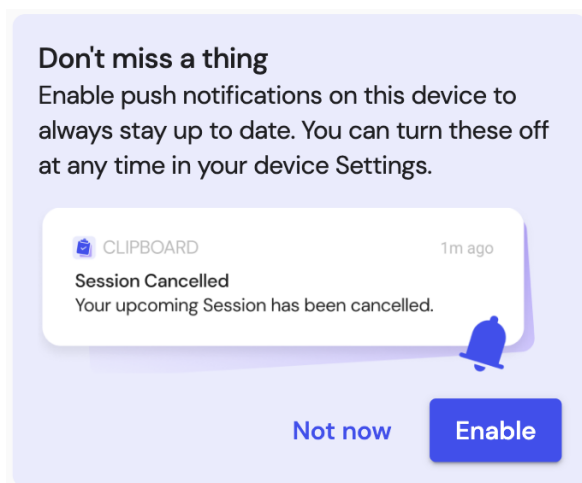 Don't miss a thing
Enable push notifications on this device to
always stay up to date. You can turn these off
at any time in your device Settings.
CLIPBOARD 1m ago
Session Cancelled
Your upcoming Session has been cancelled.
Not now Enable